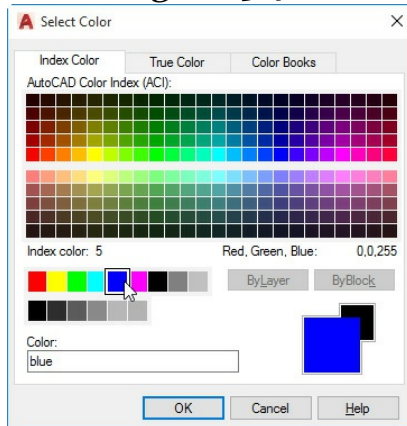 Select Color
Index Color True Color Color Books
AutoCAD Color Index (ACI):
Index color: 5 Red, Green, Blue: 0,0,255
ByLayer ByBlock
Color:
blue
OK Cancel Help